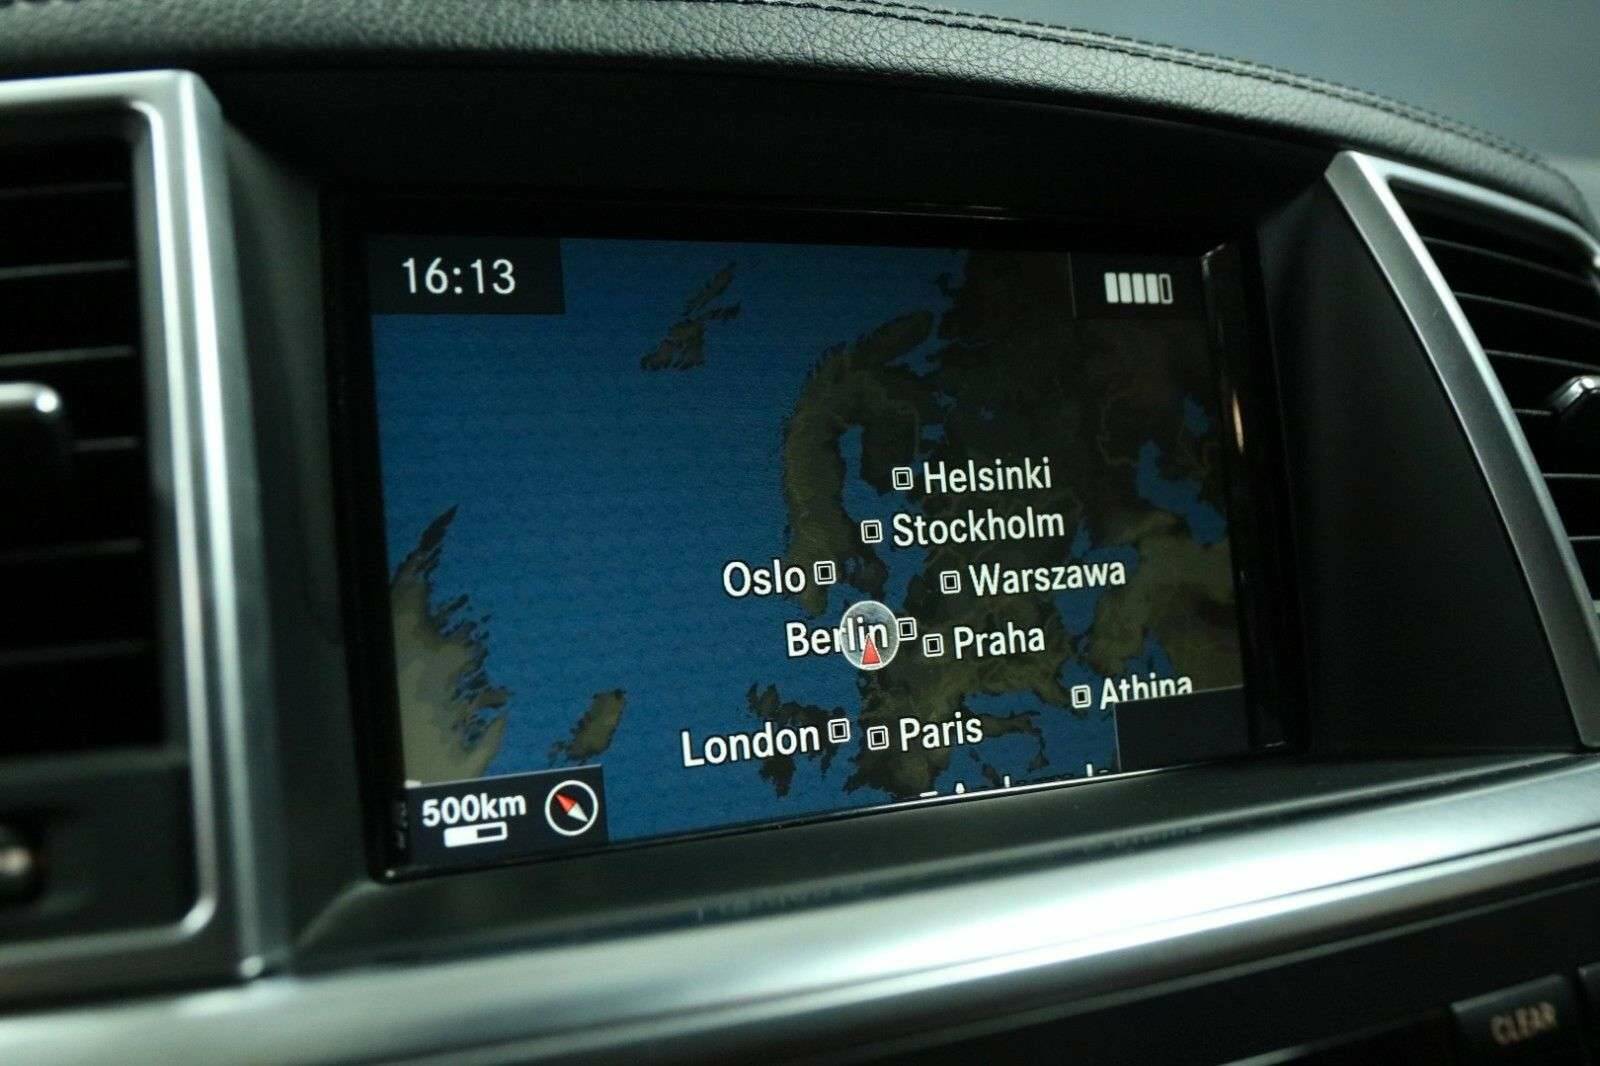 16:13
Helsinki
Stockholm
Oslo
Warszawa
Berlin
Praha
Athina
London
Paris
500km
CLEAR